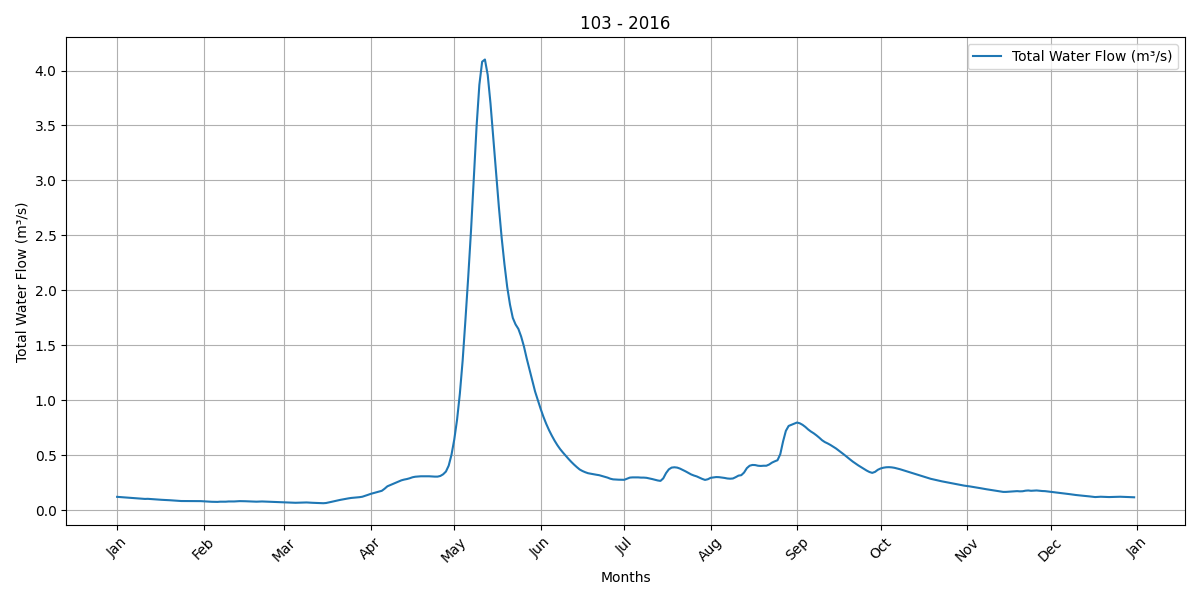 103 - 2016
Total Water Flow (m³/s)
Total Water Flow (m³/s)
4.0
3.5
3.0
2.5
2.0
1.5
1.0
0.5
0.0
Jan
Feb
Mar
Apr
May
Jun
Jul
Aug
Sep
Oct
Nov
Dec
Jan
Months